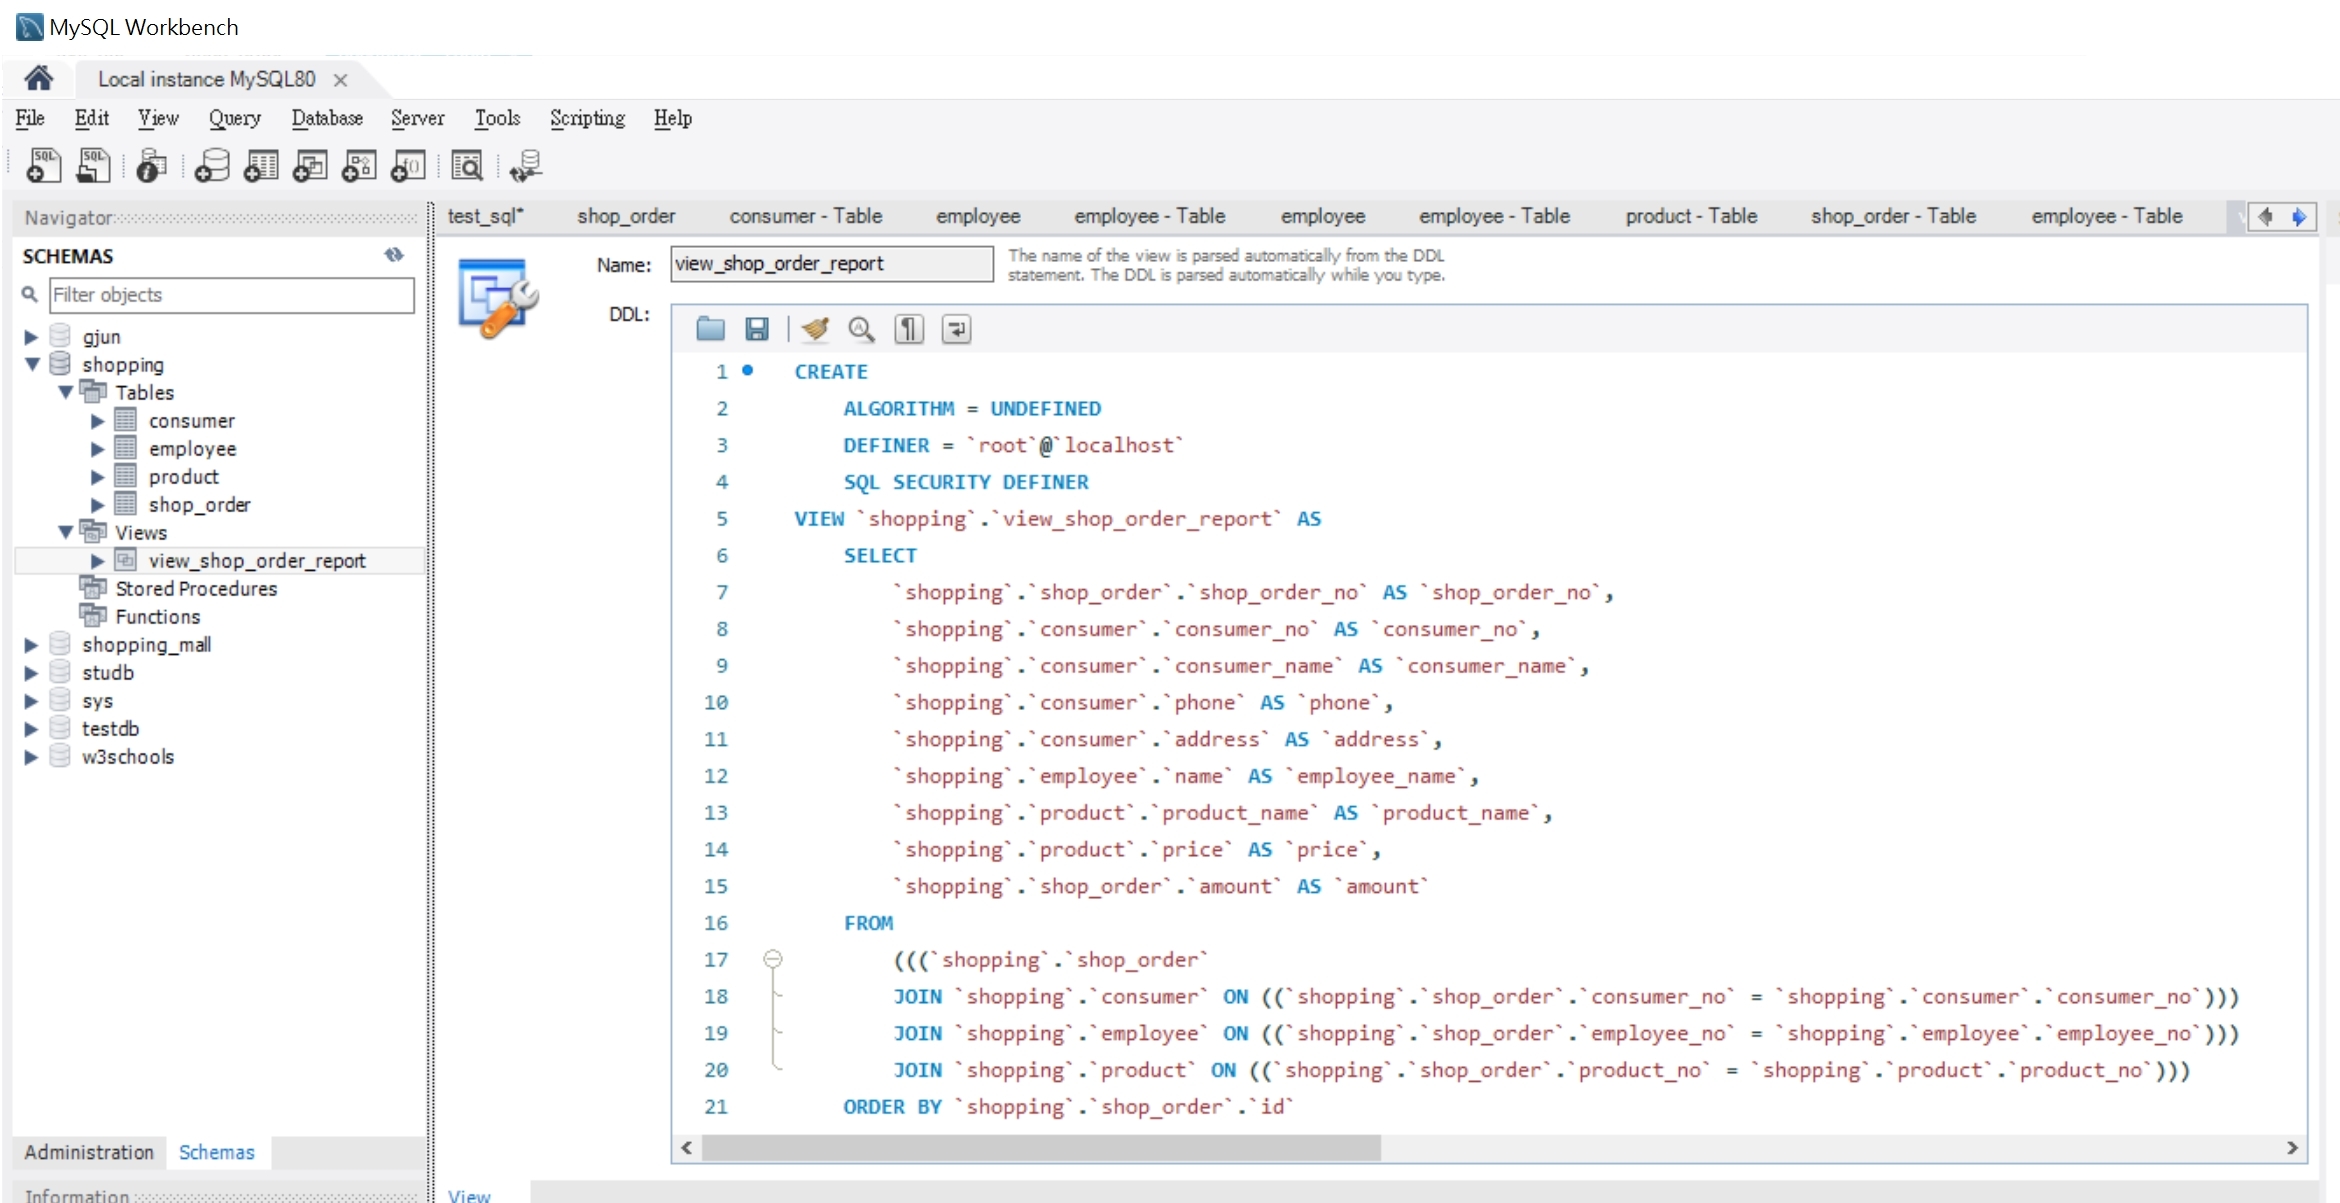 MySQL Workbench
Local instance MySQL80
File Edit View Query Database Server Tools Scripting Help
Navigator
SCHEMAS
Filter objects
gjun
shopping
Tables
consumer
employee
product
shop_order
Views
view_shop_order_report
Stored Procedures
Functions
shopping_mall
studb
sys
testdb
w3schools
Administration Schemas
Information
test_sql* shop_order consumer - Table employee employee - Table employee employee - Table product - Table shop_order - Table employee - Table
Name: view_shop_order_report
The name of the view is parsed automatically from the DDL
statement. The DDL is parsed automatically while you type.
DDL:
1 CREATE
2 ALGORITHM = UNDEFINED
3 DEFINER = `root`@`localhost`
4 SQL SECURITY DEFINER
5 VIEW `shopping`.`view_shop_order_report` AS
6 SELECT
7 `shopping`.`shop_order`.`shop_order_no` AS `shop_order_no`,
8 `shopping`.`consumer`.`consumer_no` AS `consumer_no`,
9 `shopping`.`consumer`.`consumer_name` AS `consumer_name`,
10 `shopping`.`consumer`.`phone` AS `phone`,
11 `shopping`.`consumer`.`address` AS `address`,
12 `shopping`.`employee`.`name` AS `employee_name`,
13 `shopping`.`product`.`product_name` AS `product_name`,
14 `shopping`.`product`.`price` AS `price`,
15 `shopping`.`shop_order`.`amount` AS `amount`
16 FROM
17 (((`shopping`.`shop_order`
18 JOIN `shopping`.`consumer` ON ((`shopping`.`shop_order`.`consumer_no` = `shopping`.`consumer`.`consumer_no`)))
19 JOIN `shopping`.`employee` ON ((`shopping`.`shop_order`.`employee_no` = `shopping`.`employee`.`employee_no`)))
20 JOIN `shopping`.`product` ON ((`shopping`.`shop_order`.`product_no` = `shopping`.`product`.`product_no`)))
21 ORDER BY `shopping`.`shop_order`.`id`
View